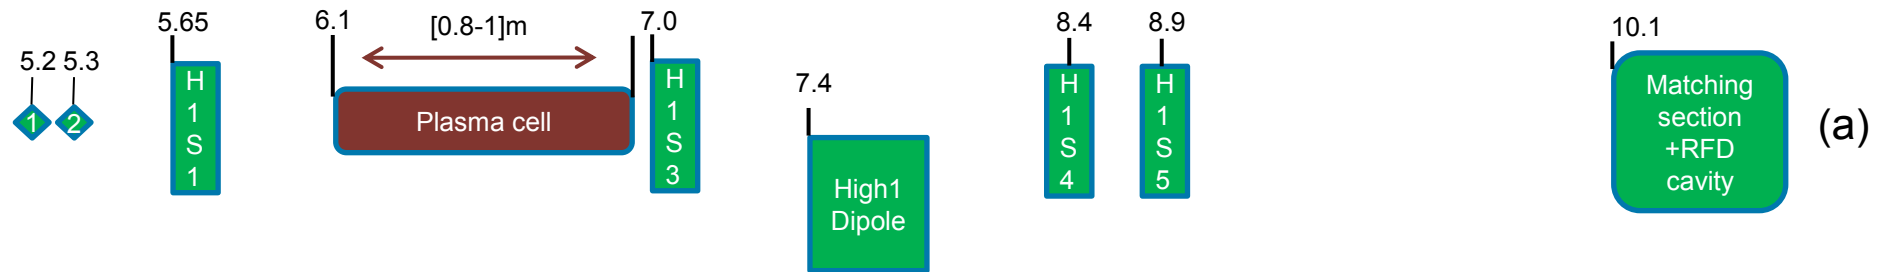 5.2 5.3
1 2
5.65
H
1
S
1
6.1
[0.8-1]m
Plasma cell
7.0
H
1
S
3
7.4
High1
Dipole
8.4
H
1
S
4
8.9
H
1
S
5
10.1
Matching
section
+RFD
cavity
(a)